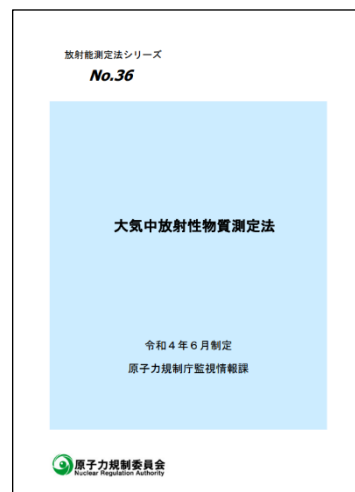 放射能測定法シリーズ
No.36
大気中放射性物質測定法
令和４年６月制定
原子力規制庁監視情報課
原子力規制委員会
Nuclear Regulation Authority